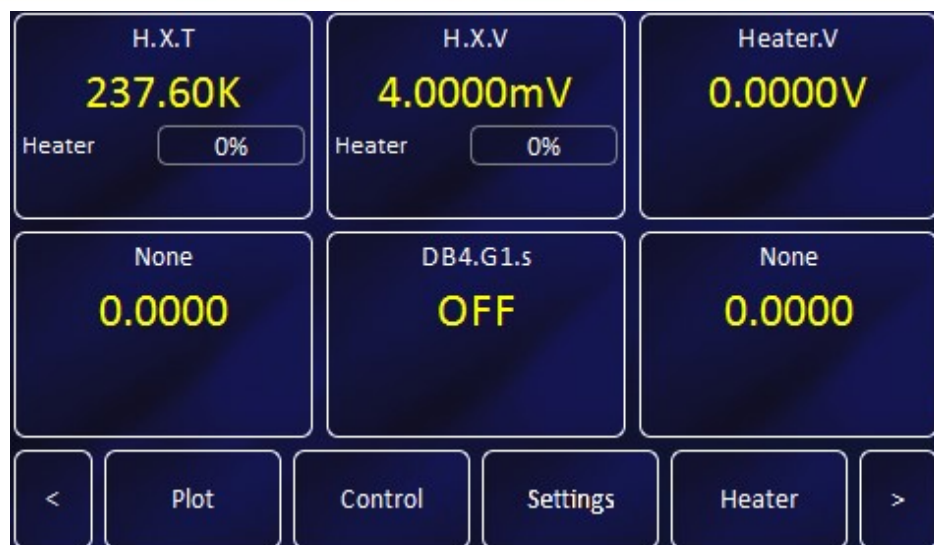 H.X.T
237.60K
Heater 0%
H.X.V
4.0000mV
Heater 0%
Heater.V
0.0000V
None
0.0000
DB4.G1.s
OFF
None
0.0000
< Plot Control Settings Heater >